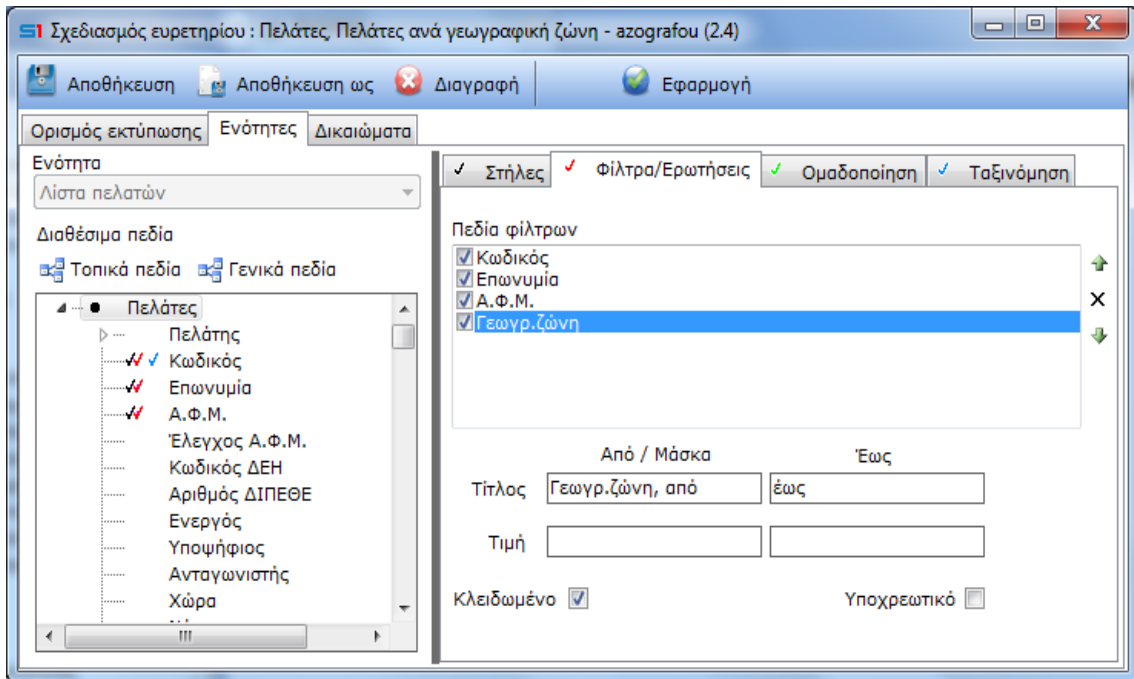 S1 Σχεδιασμός ευρετηρίου : Πελάτες, Πελάτες ανά γεωγραφική ζώνη - azografou (2.4)
Αποθήκευση Αποθήκευση ως Διαγραφή Εφαρμογή
Ορισμός εκτύπωσης Ενότητες Δικαιώματα
Ενότητα
Λίστα πελατών
Διαθέσιμα πεδία
Τοπικά πεδία Γενικά πεδία
Πελάτες
Πελάτης
Κωδικός
Επωνυμία
Α.Φ.Μ.
Έλεγχος Α.Φ.Μ.
Κωδικός ΔΕΗ
Αριθμός ΔΙΠΕΘΕ
Ενεργός
Υποψήφιος
Ανταγωνιστής
Χώρα
Στήλες Φίλτρα/Ερωτήσεις Ομαδοποίηση Ταξινόμηση
Πεδία φίλτρων
Κωδικός
Επωνυμία
Α.Φ.Μ.
Γεωγρ.ζώνη
Από / Μάσκα Έως
Τίτλος Γεωγρ.ζώνη, από έως
Τιμή
Κλειδωμένο Υποχρεωτικό